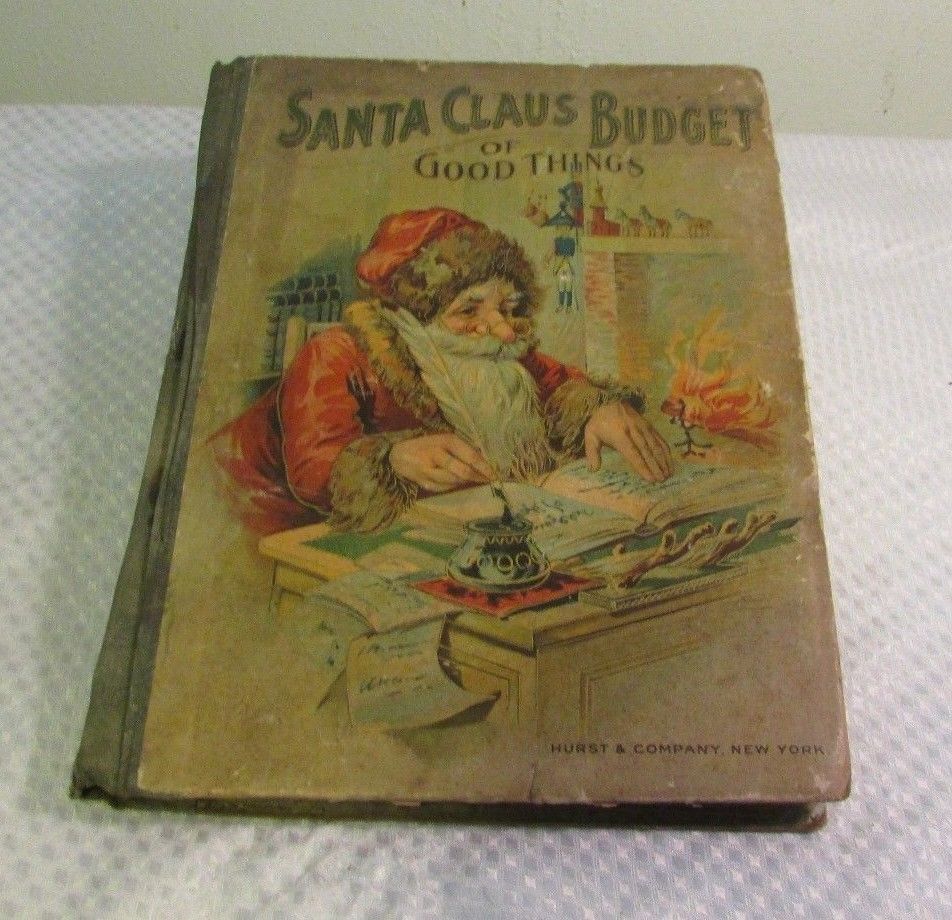 SANTA CLAUS BUDGET
OF
GOOD THINGS
HURST & COMPANY, NEW YORK